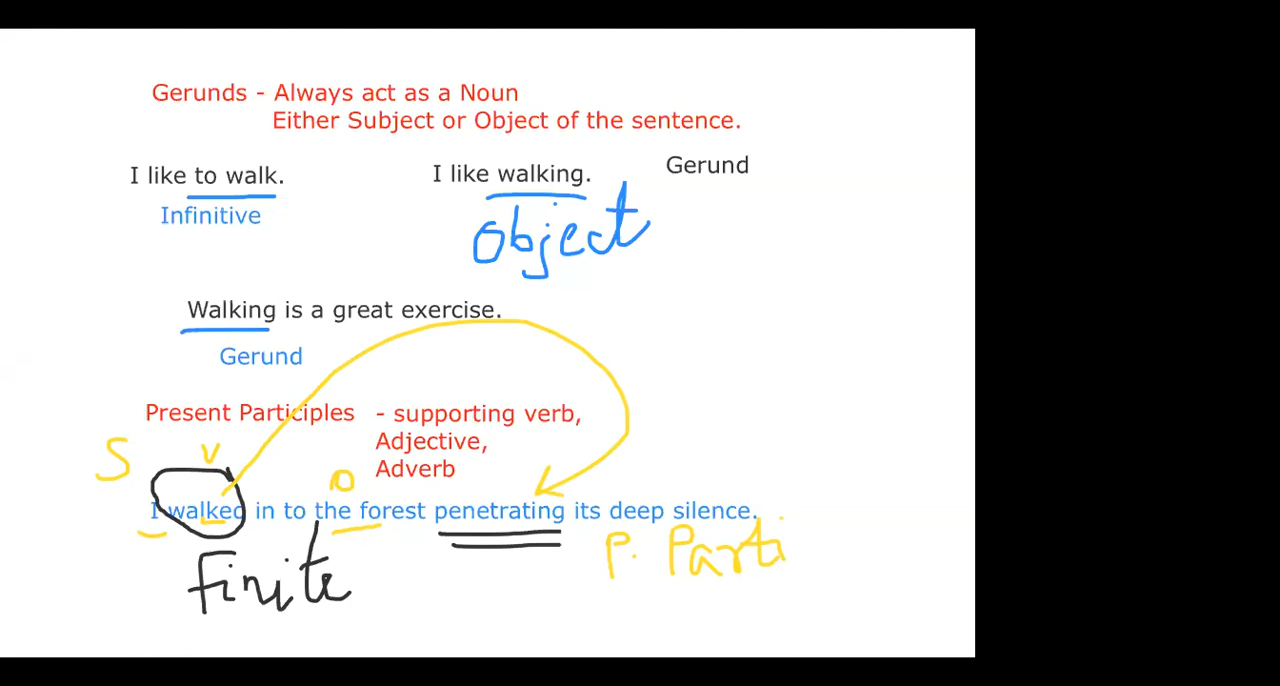 Gerunds - Always act as a Noun
Either Subject or Object of the sentence.
I like to walk. I like walking. Gerund
Infinitive
Object
Walking is a great exercise.
Gerund
Present Participles - supporting verb,
Adjective,
Adverb
S V O
I walked in to the forest penetrating its deep silence.
P. Parti
Finite